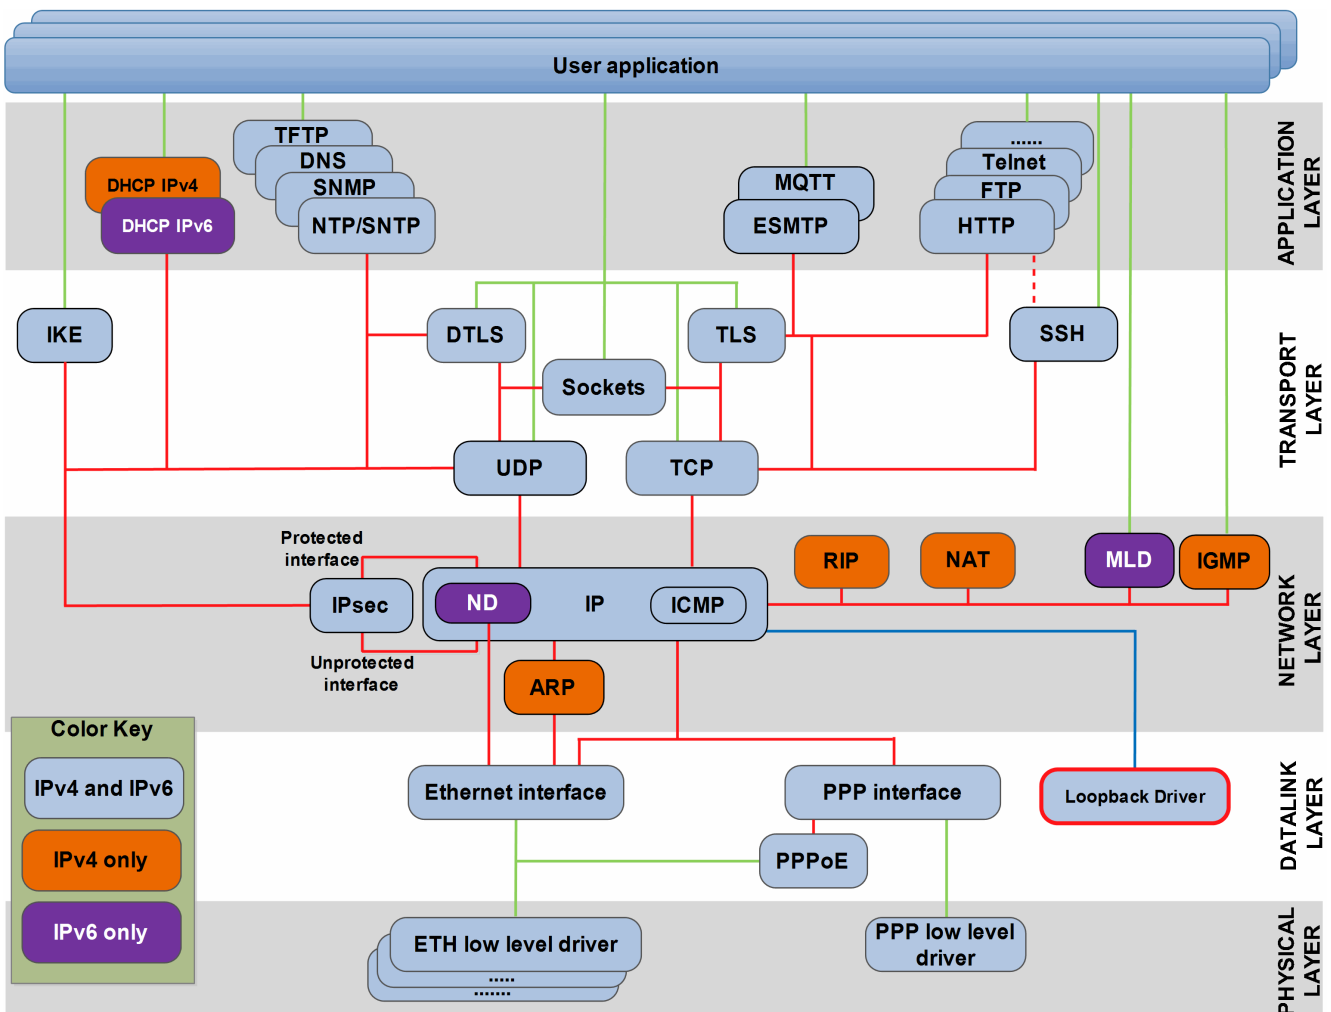 User application
TFTP
DNS
SNMP
NTP/SNTP
DHCP IPv4
DHCP IPv6
MQTT
ESMTP
......
Telnet
FTP
HTTP
APPLICATION
LAYER
IKE
DTLS
TLS
SSH
Sockets
UDP
TCP
TRANSPORT
LAYER
Protected
interface
IPsec
ND
IP
ICMP
RIP
NAT
MLD
IGMP
Unprotected
interface
ARP
NETWORK
LAYER
Color Key
IPv4 and IPv6
IPv4 only
IPv6 only
Ethernet interface
PPP interface
Loopback Driver
PPPoE
DATALINK
LAYER
ETH low level driver
.....
.......
PPP low level
driver
PHYSICAL
LAYER